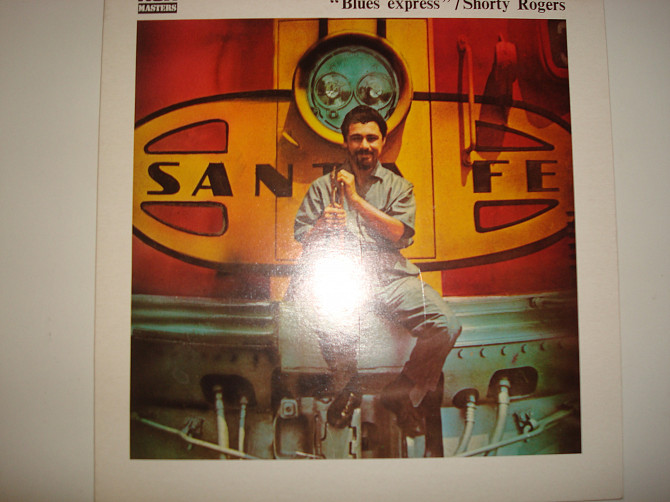 MASTERS
"Blues express"/Shorty Rogers
SANTA FE